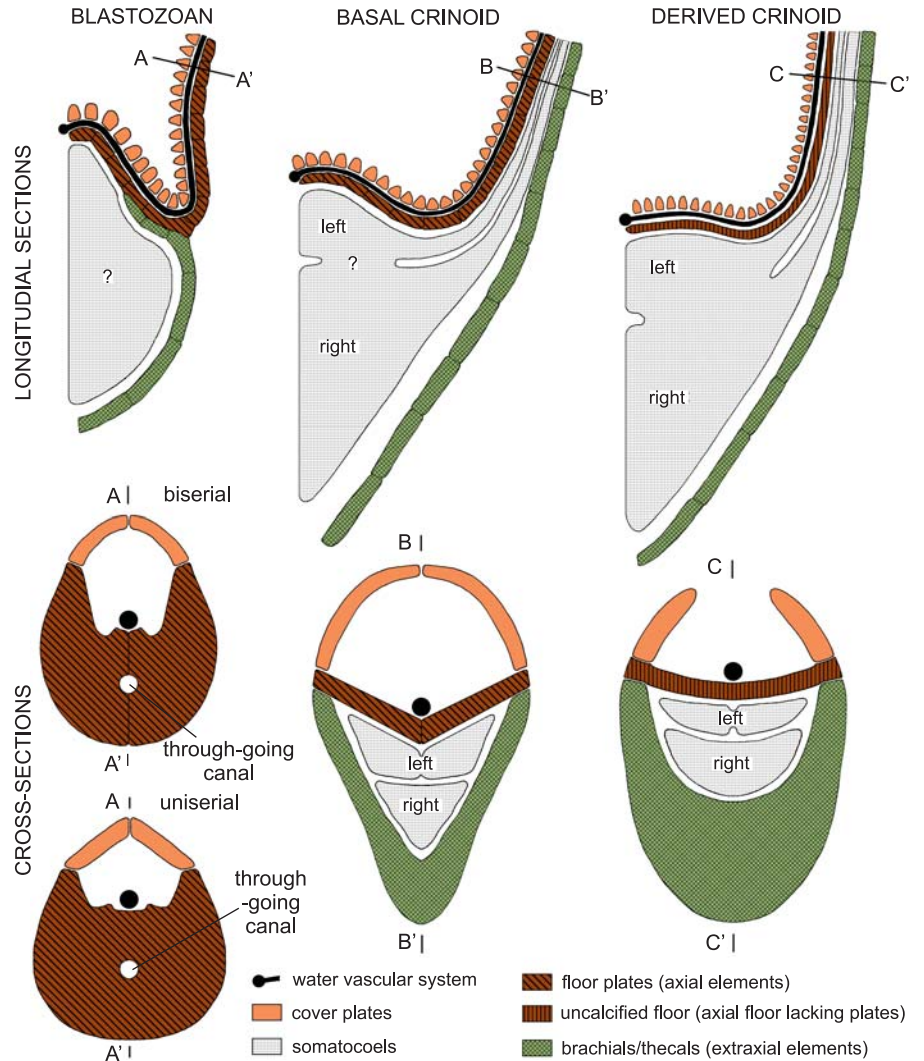 BLASTOZOAN
BASAL CRINOID
DERIVED CRINOID
LONGITUDIAL SECTIONS
A
A'
?
B
B'
left
?
right
C
C'
left
right
CROSS-SECTIONS
A
biserial
through-going
canal
A'
A
uniserial
through
-going
canal
A'
B
left
right
B'
C
left
right
C'
water vascular system
cover plates
somatocoels
floor plates (axial elements)
uncalcified floor (axial floor lacking plates)
brachials/thecals (extraxial elements)